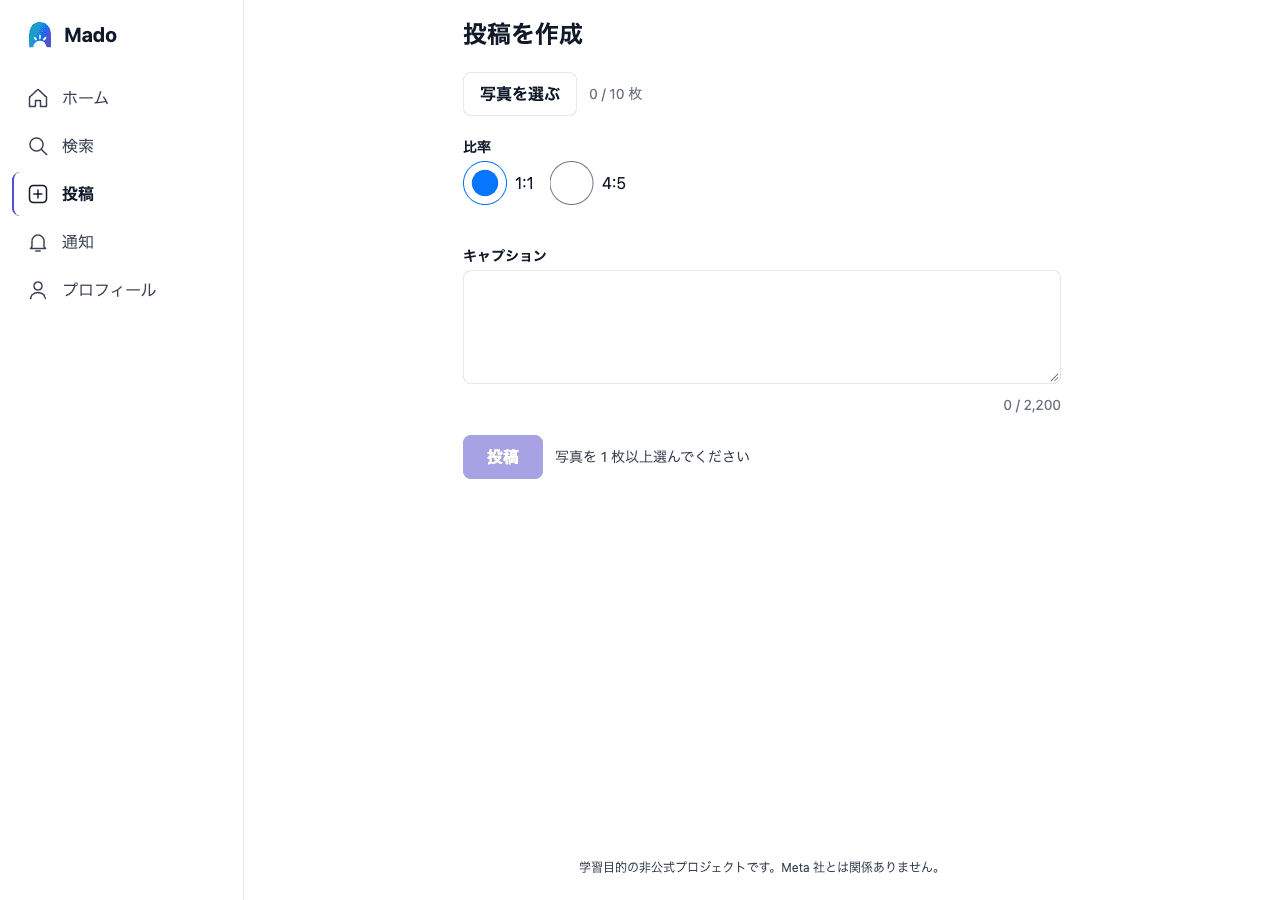 Mado
ホーム
検索
投稿
通知
プロフィール
投稿を作成
写真を選ぶ
0 / 10 枚
比率
1:1
4:5
キャプション
0 / 2,200
投稿
写真を 1 枚以上選んでください
学習目的の非公式プロジェクトです。Meta 社とは関係ありません。